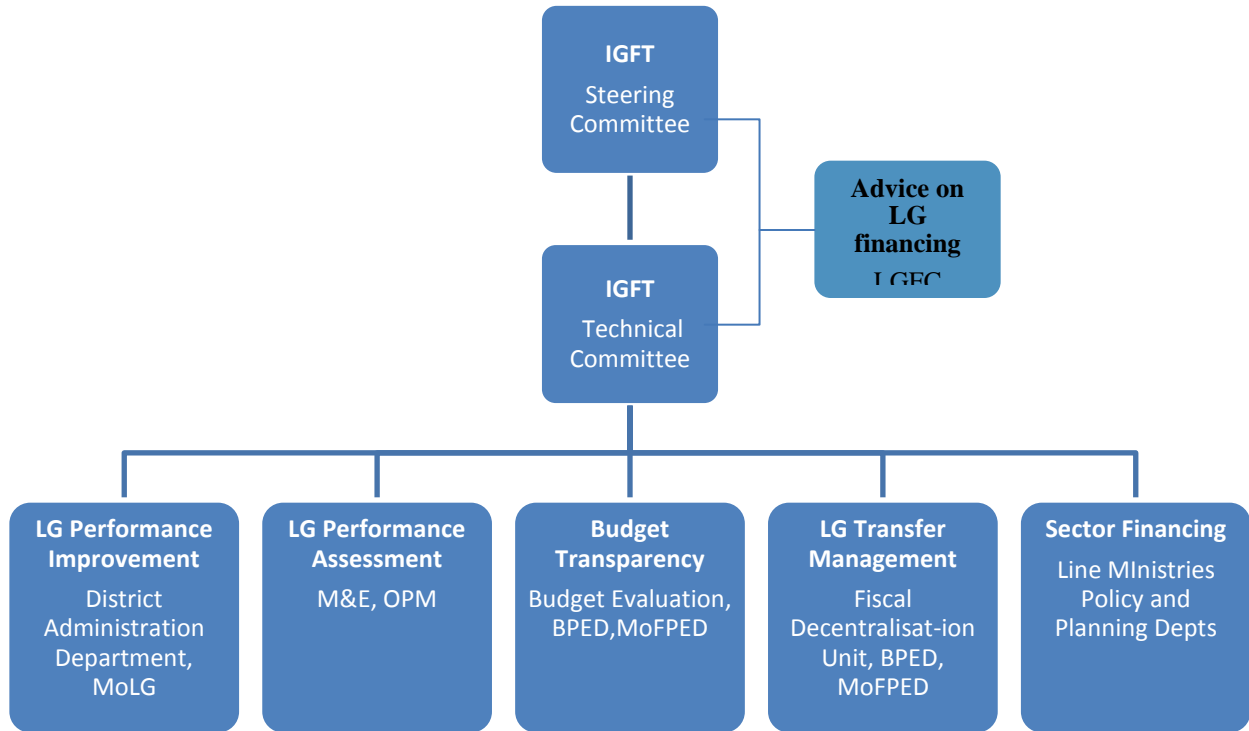 IGFT
Steering
Committee
Advice on
LG
financing
IGFT
Technical
Committee
LG Performance
Improvement
District
Administration
Department,
MoLG
LG Performance
Assessment
M&E, OPM
Budget
Transparency
Budget Evaluation,
BPED,MoFPED
LG Transfer
Management
Fiscal
Decentralisat-ion
Unit, BPED,
MoFPED
Sector Financing
Line MInistries
Policy and
Planning Depts